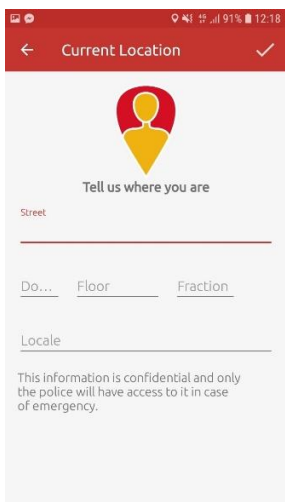 91% 12:18
Current Location
Tell us where you are
Street
Do... Floor Fraction
Locale
This information is confidential and only
the police will have access to it in case
of emergency.